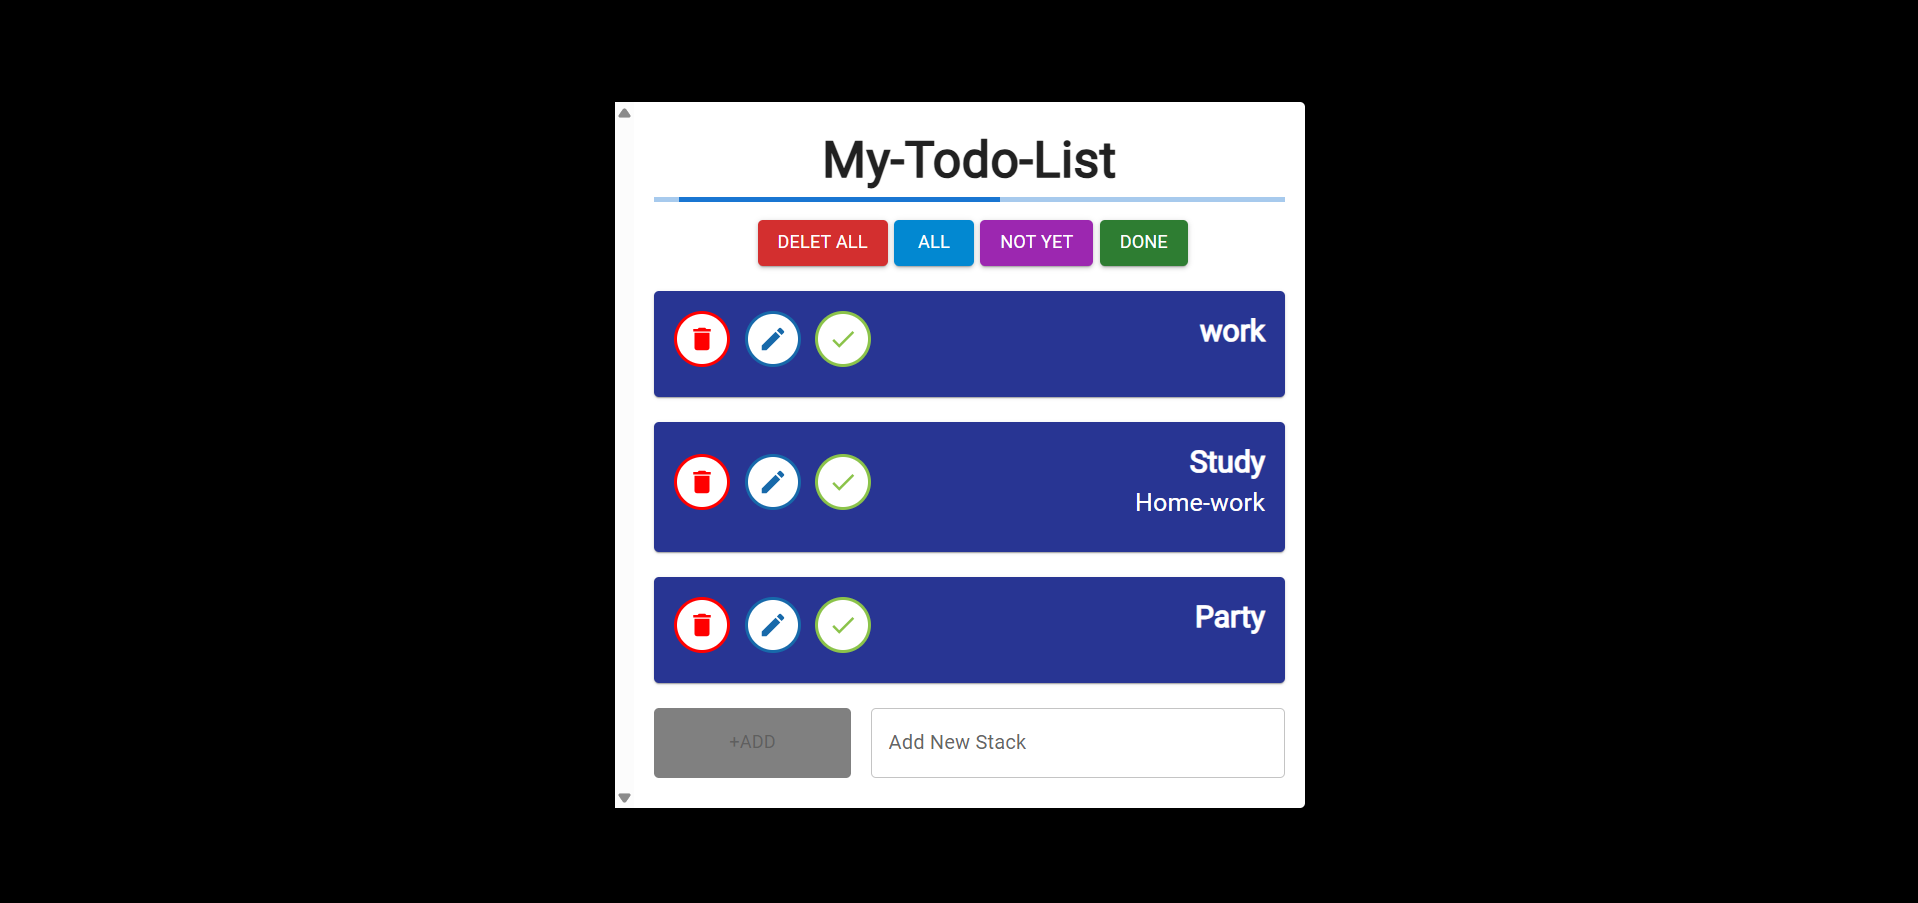 My-Todo-List
DELET ALL
ALL
NOT YET
DONE
work
Study
Home-work
Party
+ADD
Add New Stack